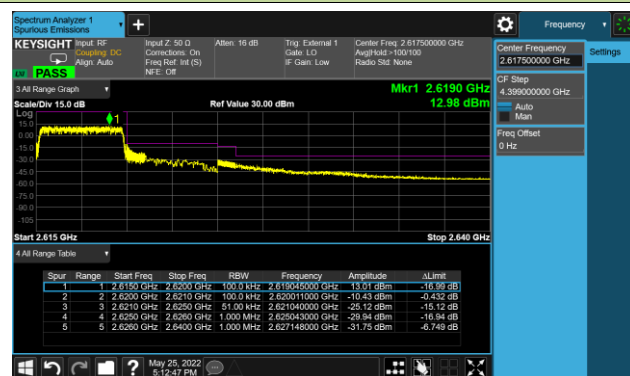 Spectrum Analyzer 1
Spurious Emissions
+
Frequency
KEYSIGHT Input: RF Input Z: 50 Ω Atten: 16 dB Trig: External 1 Center Freq: 2.617500000 GHz
Coupling: DC Corrections: On Gate: LO Avg|Hold:>100/100
Align: Auto Freq Ref: Int (S) IF Gain: Low Radio Std: None
NFE: Off
PASS
Center Frequency
2.617500000 GHz
Settings
CF Step
4.399000000 GHz
Auto
Man
Freq Offset
0 Hz
3 All Range Graph
Mkr1 2.6190 GHz
Scale/Div 15.0 dB Ref Value 30.00 dBm 12.98 dBm
Log
15.0
0.00
-15.0
-30.0
-45.0
-60.0
-75.0
-90.0
-105
1
Start 2.615 GHz Stop 2.640 GHz
4 All Range Table
Spur Range Start Freq Stop Freq RBW Frequency Amplitude ΔLimit
1 1 2.6150 GHz 2.6200 GHz 100.0 kHz 2.619045000 GHz 13.01 dBm -16.99 dB
2 2 2.6200 GHz 2.6210 GHz 100.0 kHz 2.620011000 GHz -10.43 dBm -0.432 dB
3 3 2.6210 GHz 2.6250 GHz 51.00 kHz 2.621040000 GHz -25.12 dBm -15.12 dB
4 4 2.6250 GHz 2.6260 GHz 1.000 MHz 2.625043000 GHz -29.94 dBm -16.94 dB
5 5 2.6260 GHz 2.6400 GHz 1.000 MHz 2.627148000 GHz -31.75 dBm -6.749 dB
?
May 25, 2022
5:12:47 PM